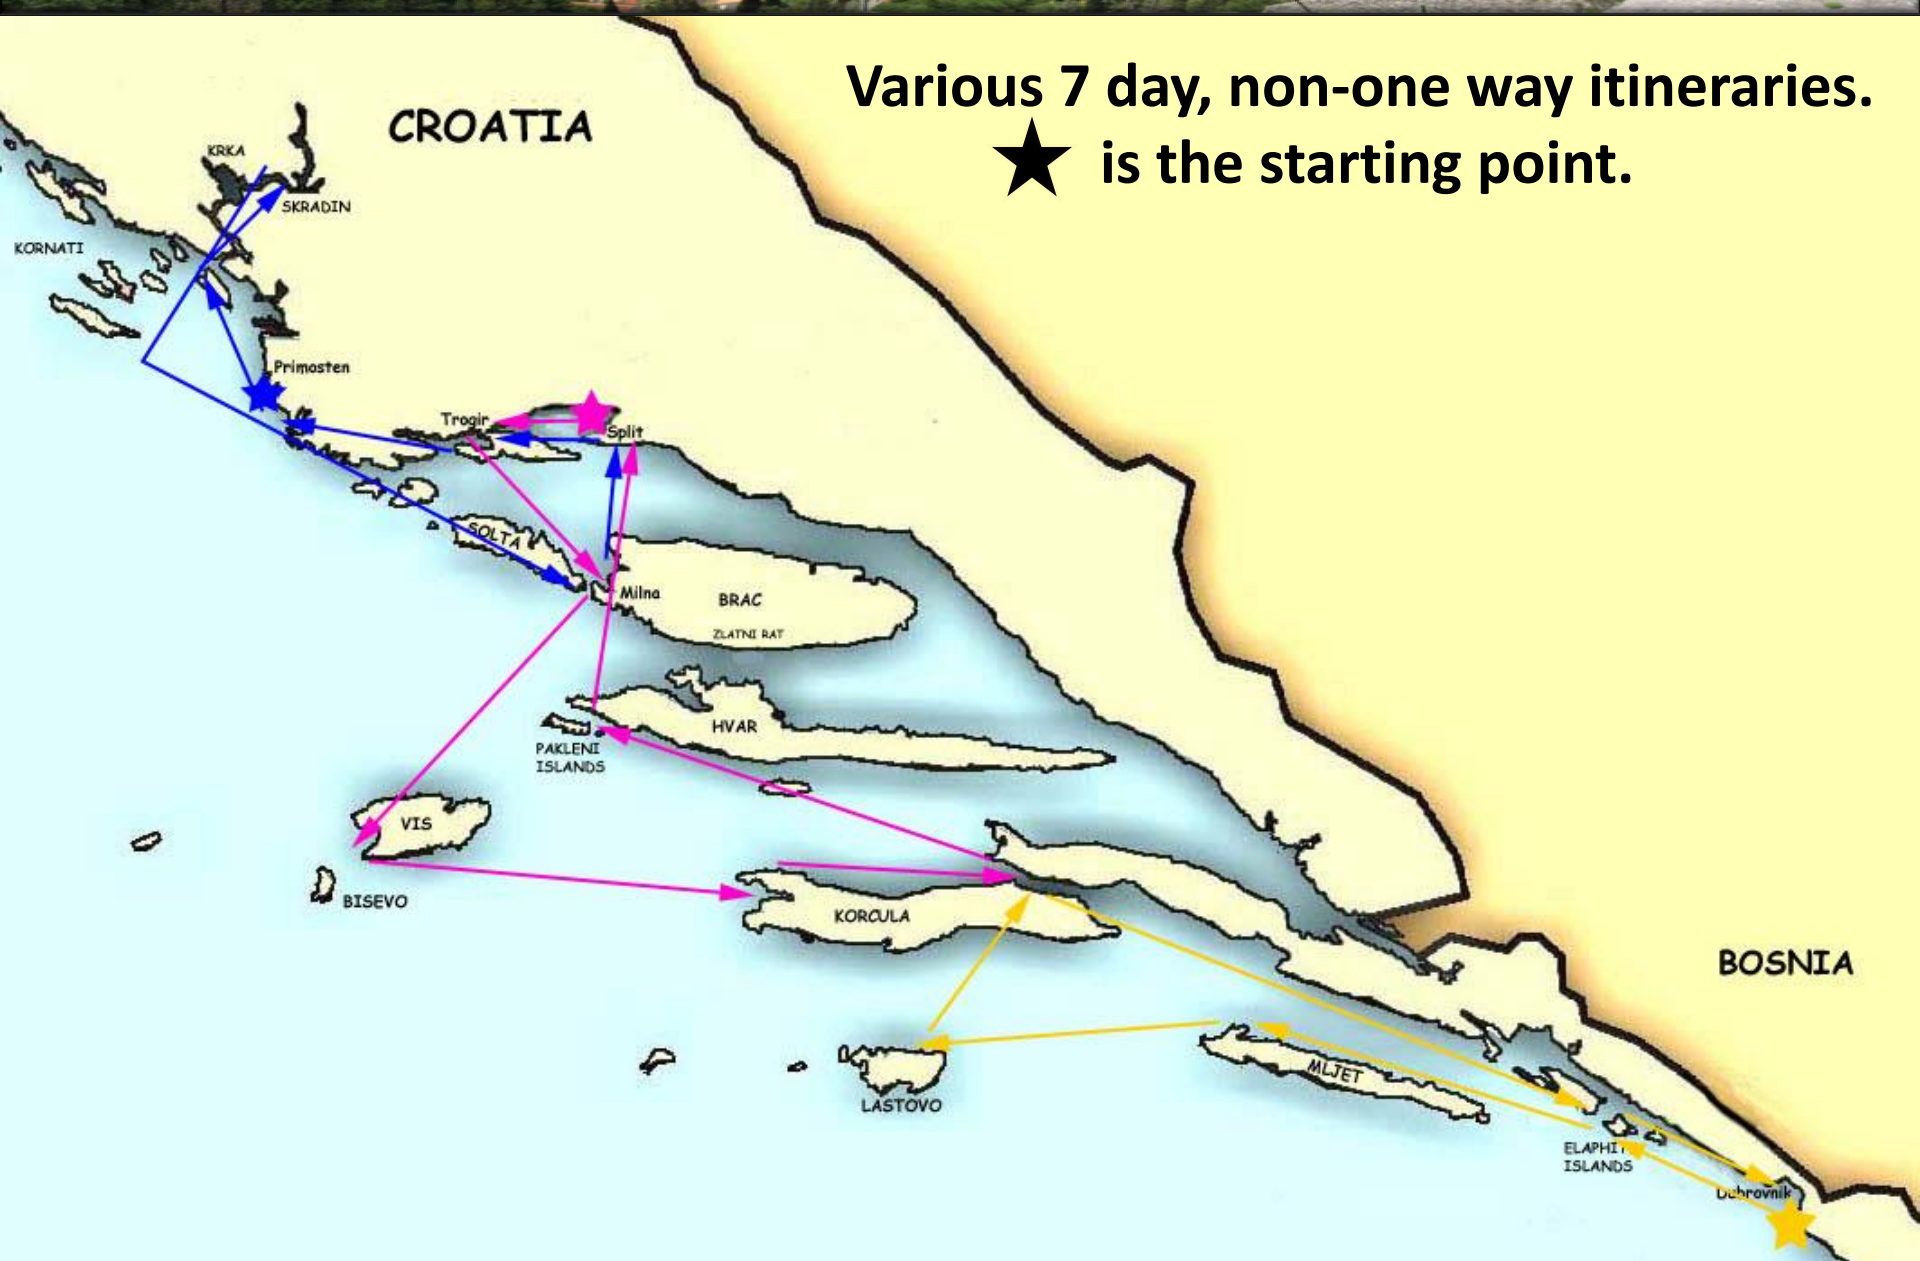 Various 7 day, non-one way itineraries.
is the starting point.
CROATIA
KRKA
SKRADIN
KORNATI
Primosten
Trogir
Split
SOLTA
Milna
BRAC
ZLATNI RAT
HVAR
PAKLENI
ISLANDS
VIS
BISEVO
KORCULA
BOSNIA
MLJET
LASTOVO
ISLANDS
Dubrovnik